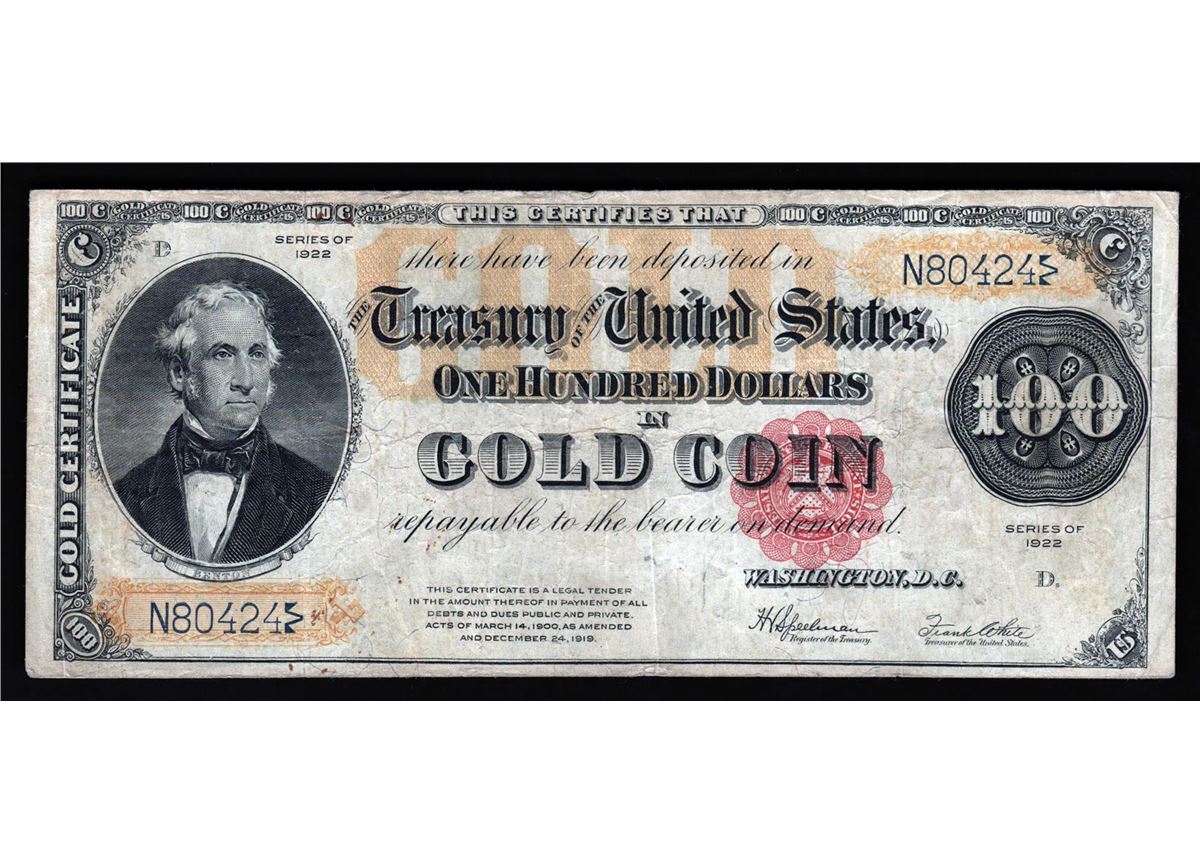 100 C GOLD CERTIFICATE 100 C GOLD CERTIFICATE 100 C GOLD CERTIFICATE THIS CERTIFIES THAT 100 C GOLD CERTIFICATE 100 C GOLD CERTIFICATE 100
C
C
D
SERIES OF
1922
GOLD
there have been deposited in
N80424
THE Treasury OF THE United States,
ONE HUNDRED DOLLARS
IN
GOLD COIN
repayable to the bearer on demand.
100
GOLD CERTIFICATE
BENTON
SERIES OF
1922
WASHINGTON, D.C.
D.
N80424
THIS CERTIFICATE IS A LEGAL TENDER
IN THE AMOUNT THEREOF IN PAYMENT OF ALL
DEBTS AND DUES PUBLIC AND PRIVATE.
ACTS OF MARCH 14, 1900, AS AMENDED
AND DECEMBER 24, 1919.
H V Speelman
Register of the Treasury.
Frank White
Treasurer of the United States.
100